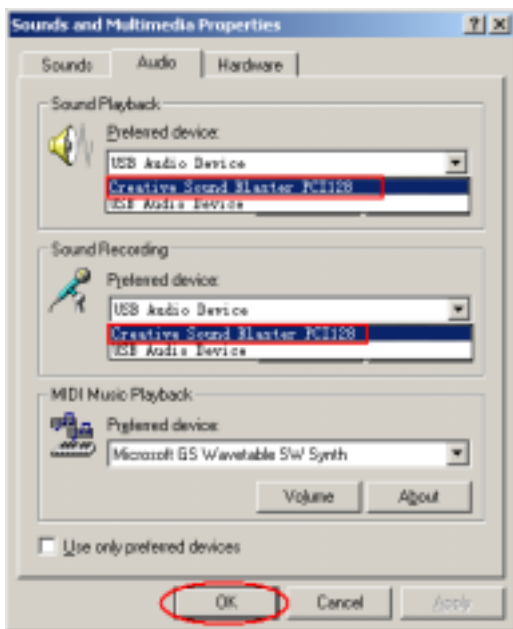 Sounds and Multimedia Properties
Sounds Audio Hardware
Sound Playback
Preferred device:
USB Audio Device
Creative Sound Blaster PCI128
USB Audio Device
Sound Recording
Preferred device:
USB Audio Device
Creative Sound Blaster PCI128
USB Audio Device
MIDI Music Playback
Preferred device:
Microsoft GS Wavetable SW Synth
Volume About
Use only preferred devices
OK Cancel Apply